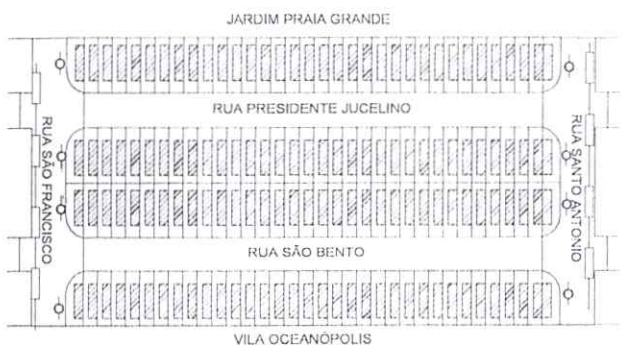 JARDIM PRAIA GRANDE
RUA PRESIDENTE JUCELINO
RUA SÃO FRANCISCO
RUA SANTO ANTONIO
RUA SÃO BENTO
VILA OCEANÓPOLIS